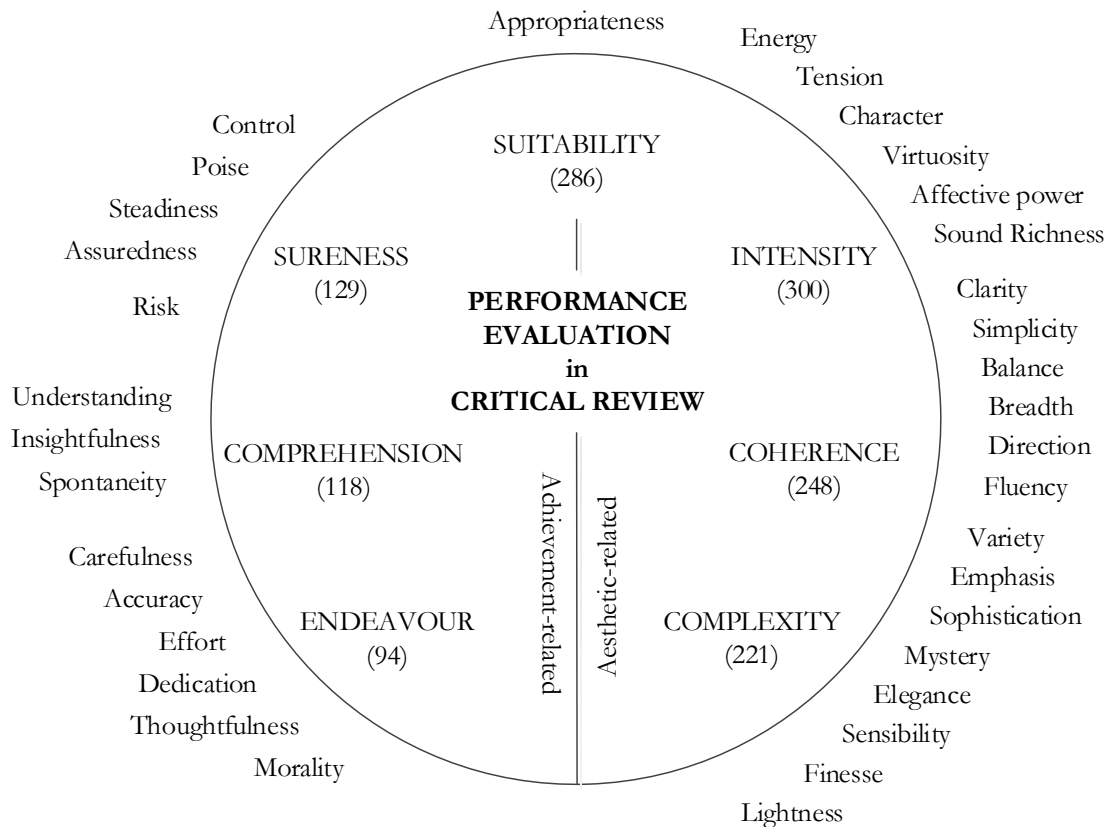 Appropriateness
Energy
Tension
Character
Virtuosity
Affective power
Sound Richness
Control
Poise
Steadiness
Assuredness
Risk
SUITABILITY
(286)
SURENESS
(129)
INTENSITY
(300)
PERFORMANCE
EVALUATION
in
CRITICAL REVIEW
Clarity
Simplicity
Balance
Breadth
Direction
Fluency
Understanding
Insightfulness
Spontaneity
COMPREHENSION
(118)
COHERENCE
(248)
Achievement-related
Aesthetic-related
Variety
Emphasis
Sophistication
Mystery
Elegance
Sensibility
Finesse
Lightness
Carefulness
Accuracy
Effort
Dedication
Thoughtfulness
Morality
ENDEAVOUR
(94)
COMPLEXITY
(221)